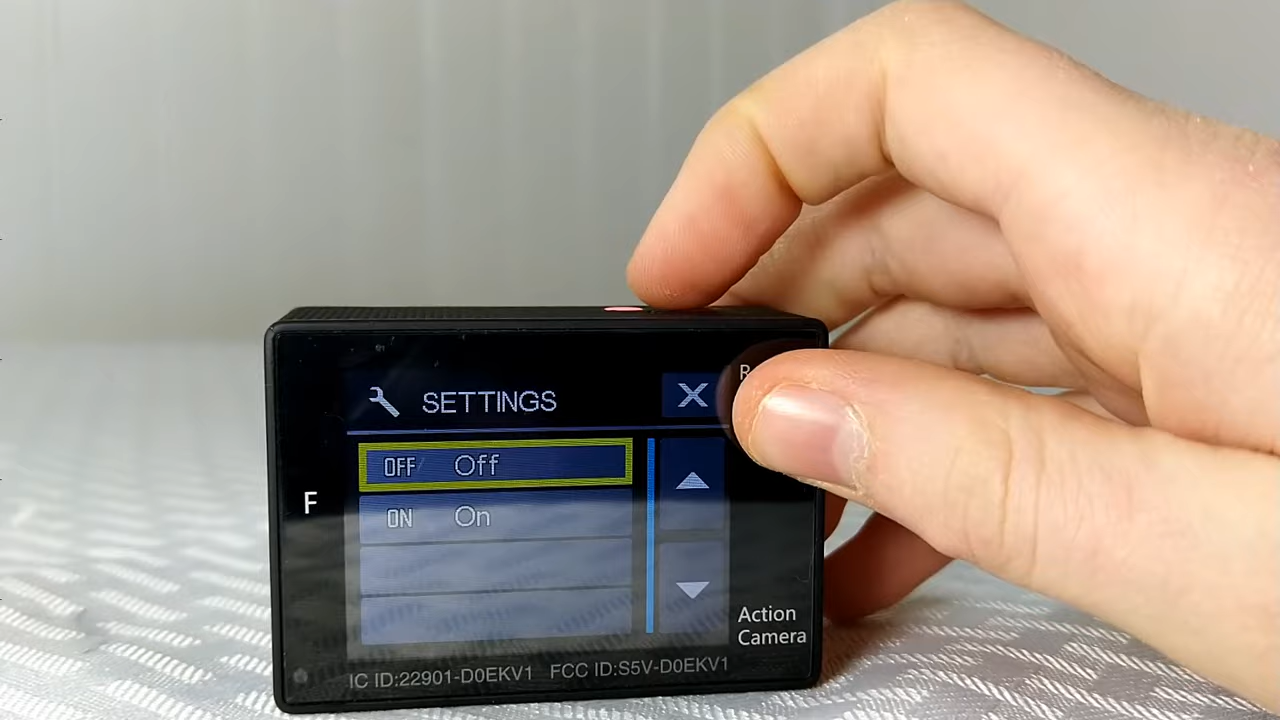 SETTINGS
X
OFF Off
ON On
F
Action
Camera
IC ID:22901-D0EKV1 FCC ID:S5V-D0EKV1